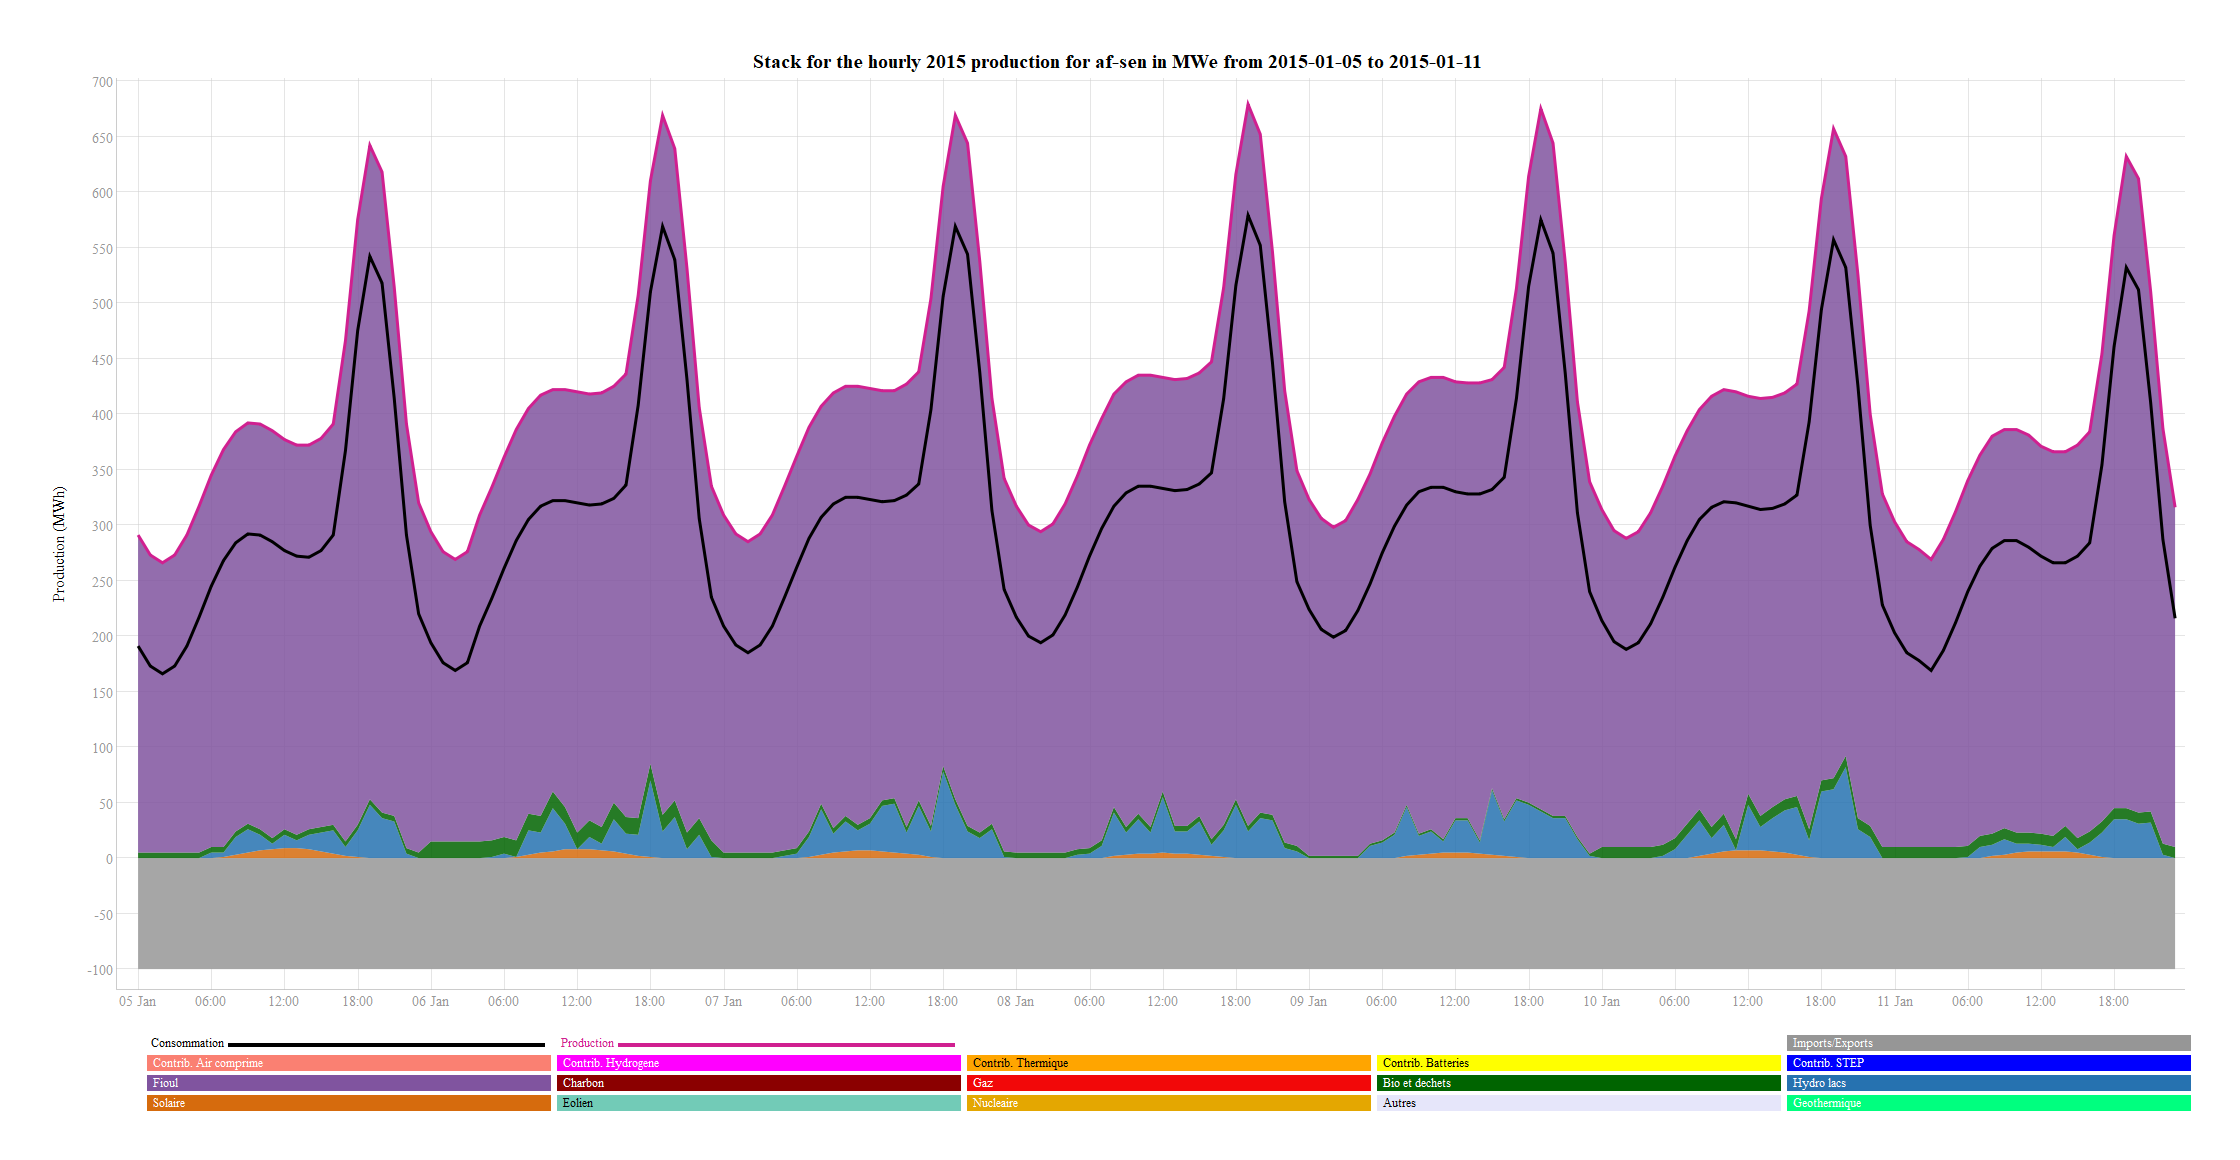 Stack for the hourly 2015 production for af-sen in MWe from 2015-01-05 to 2015-01-11
700
650
600
550
500
450
400
350
300
250
200
150
100
50
0
-50
-100
Production (MWh)
05 Jan 06:00 12:00 18:00 06 Jan 06:00 12:00 18:00 07 Jan 06:00 12:00 18:00 08 Jan 06:00 12:00 18:00 09 Jan 06:00 12:00 18:00 10 Jan 06:00 12:00 18:00 11 Jan 06:00 12:00 18:00
Consommation Production Imports/Exports
Contrib. Air comprime Contrib. Hydrogene Contrib. Thermique Contrib. Batteries Contrib. STEP
Fioul Charbon Gaz Bio et dechets Hydro lacs
Solaire Eolien Nucleaire Autres Geothermique